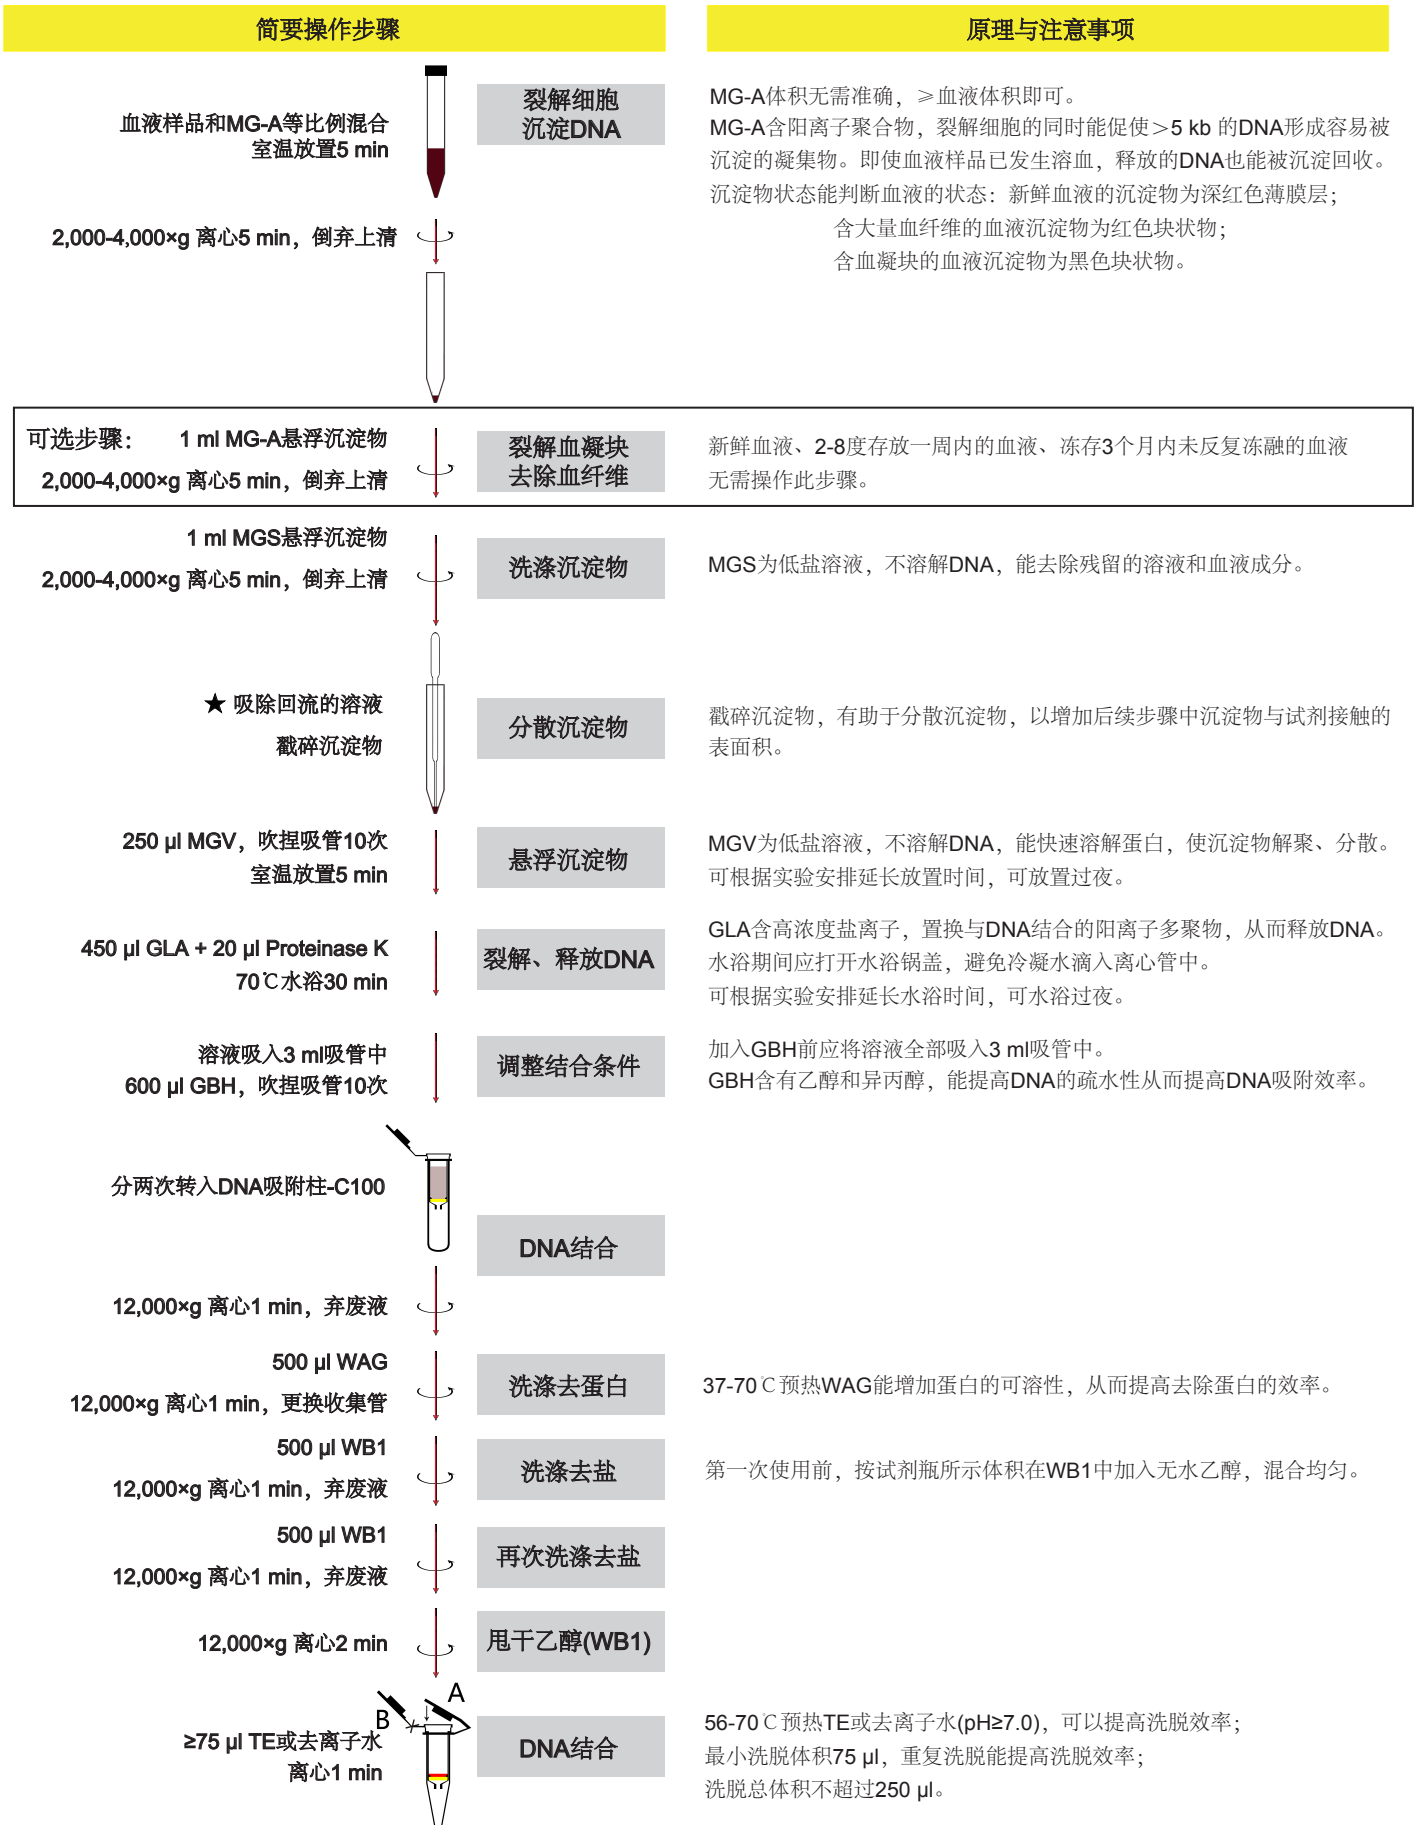 简要操作步骤
原理与注意事项
血液样品和MG-A等比例混合
室温放置5 min
裂解细胞
沉淀DNA
MG-A体积无需准确，≥血液体积即可。
MG-A含阳离子聚合物，裂解细胞的同时能促使＞5 kb 的DNA形成容易被
沉淀的凝集物。即使血液样品已发生溶血，释放的DNA也能被沉淀回收。
沉淀物状态能判断血液的状态：新鲜血液的沉淀物为深红色薄膜层；
含大量血纤维的血液沉淀物为红色块状物；
含血凝块的血液沉淀物为黑色块状物。
2,000-4,000×g 离心5 min，倒弃上清
可选步骤：
1 ml MG-A悬浮沉淀物
2,000-4,000×g 离心5 min，倒弃上清
裂解血凝块
去除血纤维
新鲜血液、2-8度存放一周内的血液、冻存3个月内未反复冻融的血液
无需操作此步骤。
1 ml MGS悬浮沉淀物
2,000-4,000×g 离心5 min，倒弃上清
洗涤沉淀物
MGS为低盐溶液，不溶解DNA，能去除残留的溶液和血液成分。
★ 吸除回流的溶液
戳碎沉淀物
分散沉淀物
戳碎沉淀物，有助于分散沉淀物，以增加后续步骤中沉淀物与试剂接触的
表面积。
250 μl MGV，吹捏吸管10次
室温放置5 min
悬浮沉淀物
MGV为低盐溶液，不溶解DNA，能快速溶解蛋白，使沉淀物解聚、分散。
可根据实验安排延长放置时间，可放置过夜。
450 μl GLA + 20 μl Proteinase K
70℃水浴30 min
裂解、释放DNA
GLA含高浓度盐离子，置换与DNA结合的阳离子多聚物，从而释放DNA。
水浴期间应打开水浴锅盖，避免冷凝水滴入离心管中。
可根据实验安排延长水浴时间，可水浴过夜。
溶液吸入3 ml吸管中
600 μl GBH，吹捏吸管10次
调整结合条件
加入GBH前应将溶液全部吸入3 ml吸管中。
GBH含有乙醇和异丙醇，能提高DNA的疏水性从而提高DNA吸附效率。
分两次转入DNA吸附柱-C100
DNA结合
12,000×g 离心1 min，弃废液
500 μl WAG
12,000×g 离心1 min，更换收集管
洗涤去蛋白
37-70℃预热WAG能增加蛋白的可溶性，从而提高去除蛋白的效率。
500 μl WB1
12,000×g 离心1 min，弃废液
洗涤去盐
第一次使用前，按试剂瓶所示体积在WB1中加入无水乙醇，混合均匀。
500 μl WB1
12,000×g 离心1 min，弃废液
再次洗涤去盐
12,000×g 离心2 min
甩干乙醇(WB1)
A
B
≥75 μl TE或去离子水
离心1 min
DNA结合
56-70℃预热TE或去离子水(pH≥7.0)，可以提高洗脱效率；
最小洗脱体积75 μl，重复洗脱能提高洗脱效率；
洗脱总体积不超过250 μl。